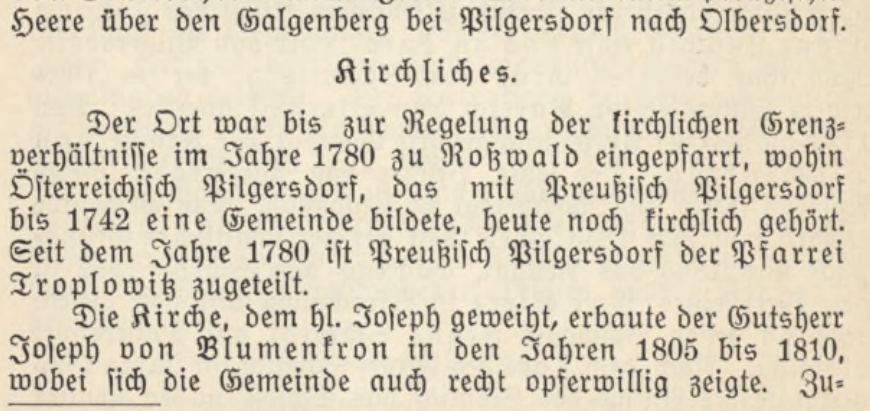 Heere über den Galgenberg bei Pilgersdorf nach Olbersdorf.
Kirchliches.
Der Ort war bis zur Regelung der kirchlichen Grenz-
verhältnisse im Jahre 1780 zu Roßwald eingepfarrt, wohin
Österreichisch Pilgersdorf, das mit Preußisch Pilgersdorf
bis 1742 eine Gemeinde bildete, heute noch kirchlich gehört.
Seit dem Jahre 1780 ist Preußisch Pilgersdorf der Pfarrei
Troplowitz zugeteilt.
Die Kirche, dem hl. Joseph geweiht, erbaute der Gutsherr
Joseph von Blumenkron in den Jahren 1805 bis 1810,
wobei sich die Gemeinde auch recht opferwillig zeigte. Zu-